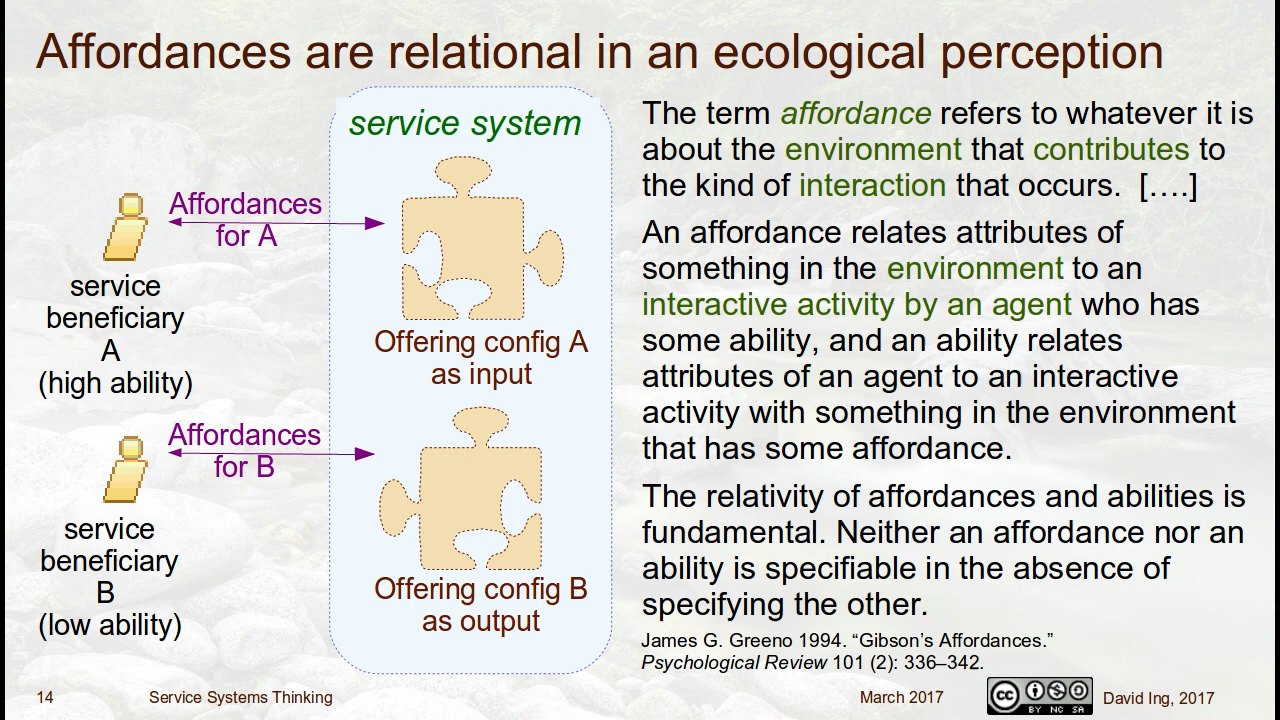 Affordances are relational in an ecological perception
service system
Affordances
for A
service
beneficiary
A
(high ability)
Offering config A
as input
Affordances
for B
service
beneficiary
B
(low ability)
Offering config B
as output
The term affordance refers to whatever it is
about the environment that contributes to
the kind of interaction that occurs. [….]
An affordance relates attributes of
something in the environment to an
interactive activity by an agent who has
some ability, and an ability relates
attributes of an agent to an interactive
activity with something in the environment
that has some affordance.
The relativity of affordances and abilities is
fundamental. Neither an affordance nor an
ability is specifiable in the absence of
specifying the other.
James G. Greeno 1994. “Gibson’s Affordances.”
Psychological Review 101 (2): 336–342.
14 Service Systems Thinking March 2017 cc BY NC SA David Ing, 2017